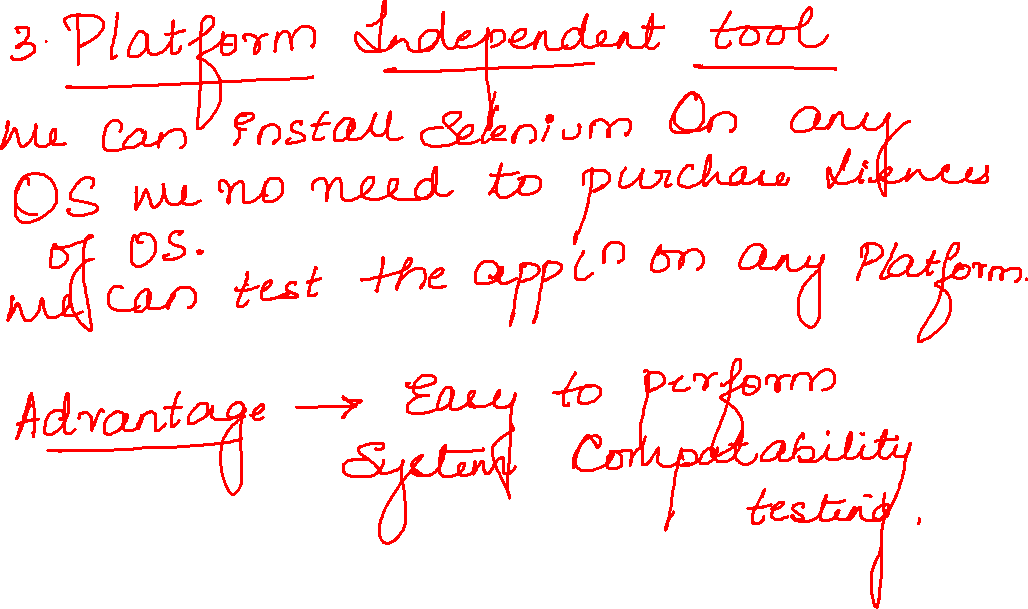 3. Platform Independent tool
we can install Selenium On any
OS we no need to purchase Liknces
of OS.
we can test the appln on any Platform.
Advantage → Easy to perform
System Compatability
testing.